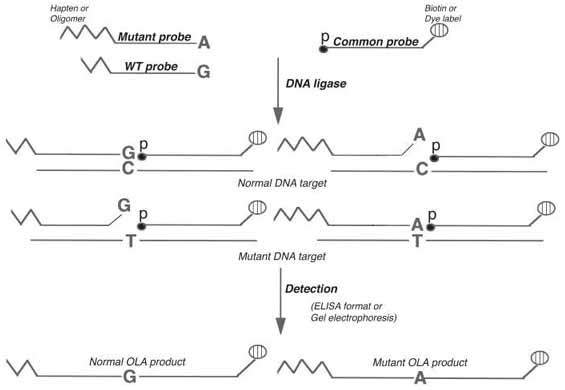 Hapten or
Oligomer
Mutant probe A
WT probe G
Biotin or
Dye label
p Common probe
DNA ligase
G p
C
A p
C
Normal DNA target
G p
T
A p
T
Mutant DNA target
Detection
(ELISA format or
Gel electrophoresis)
Normal OLA product
G
Mutant OLA product
A